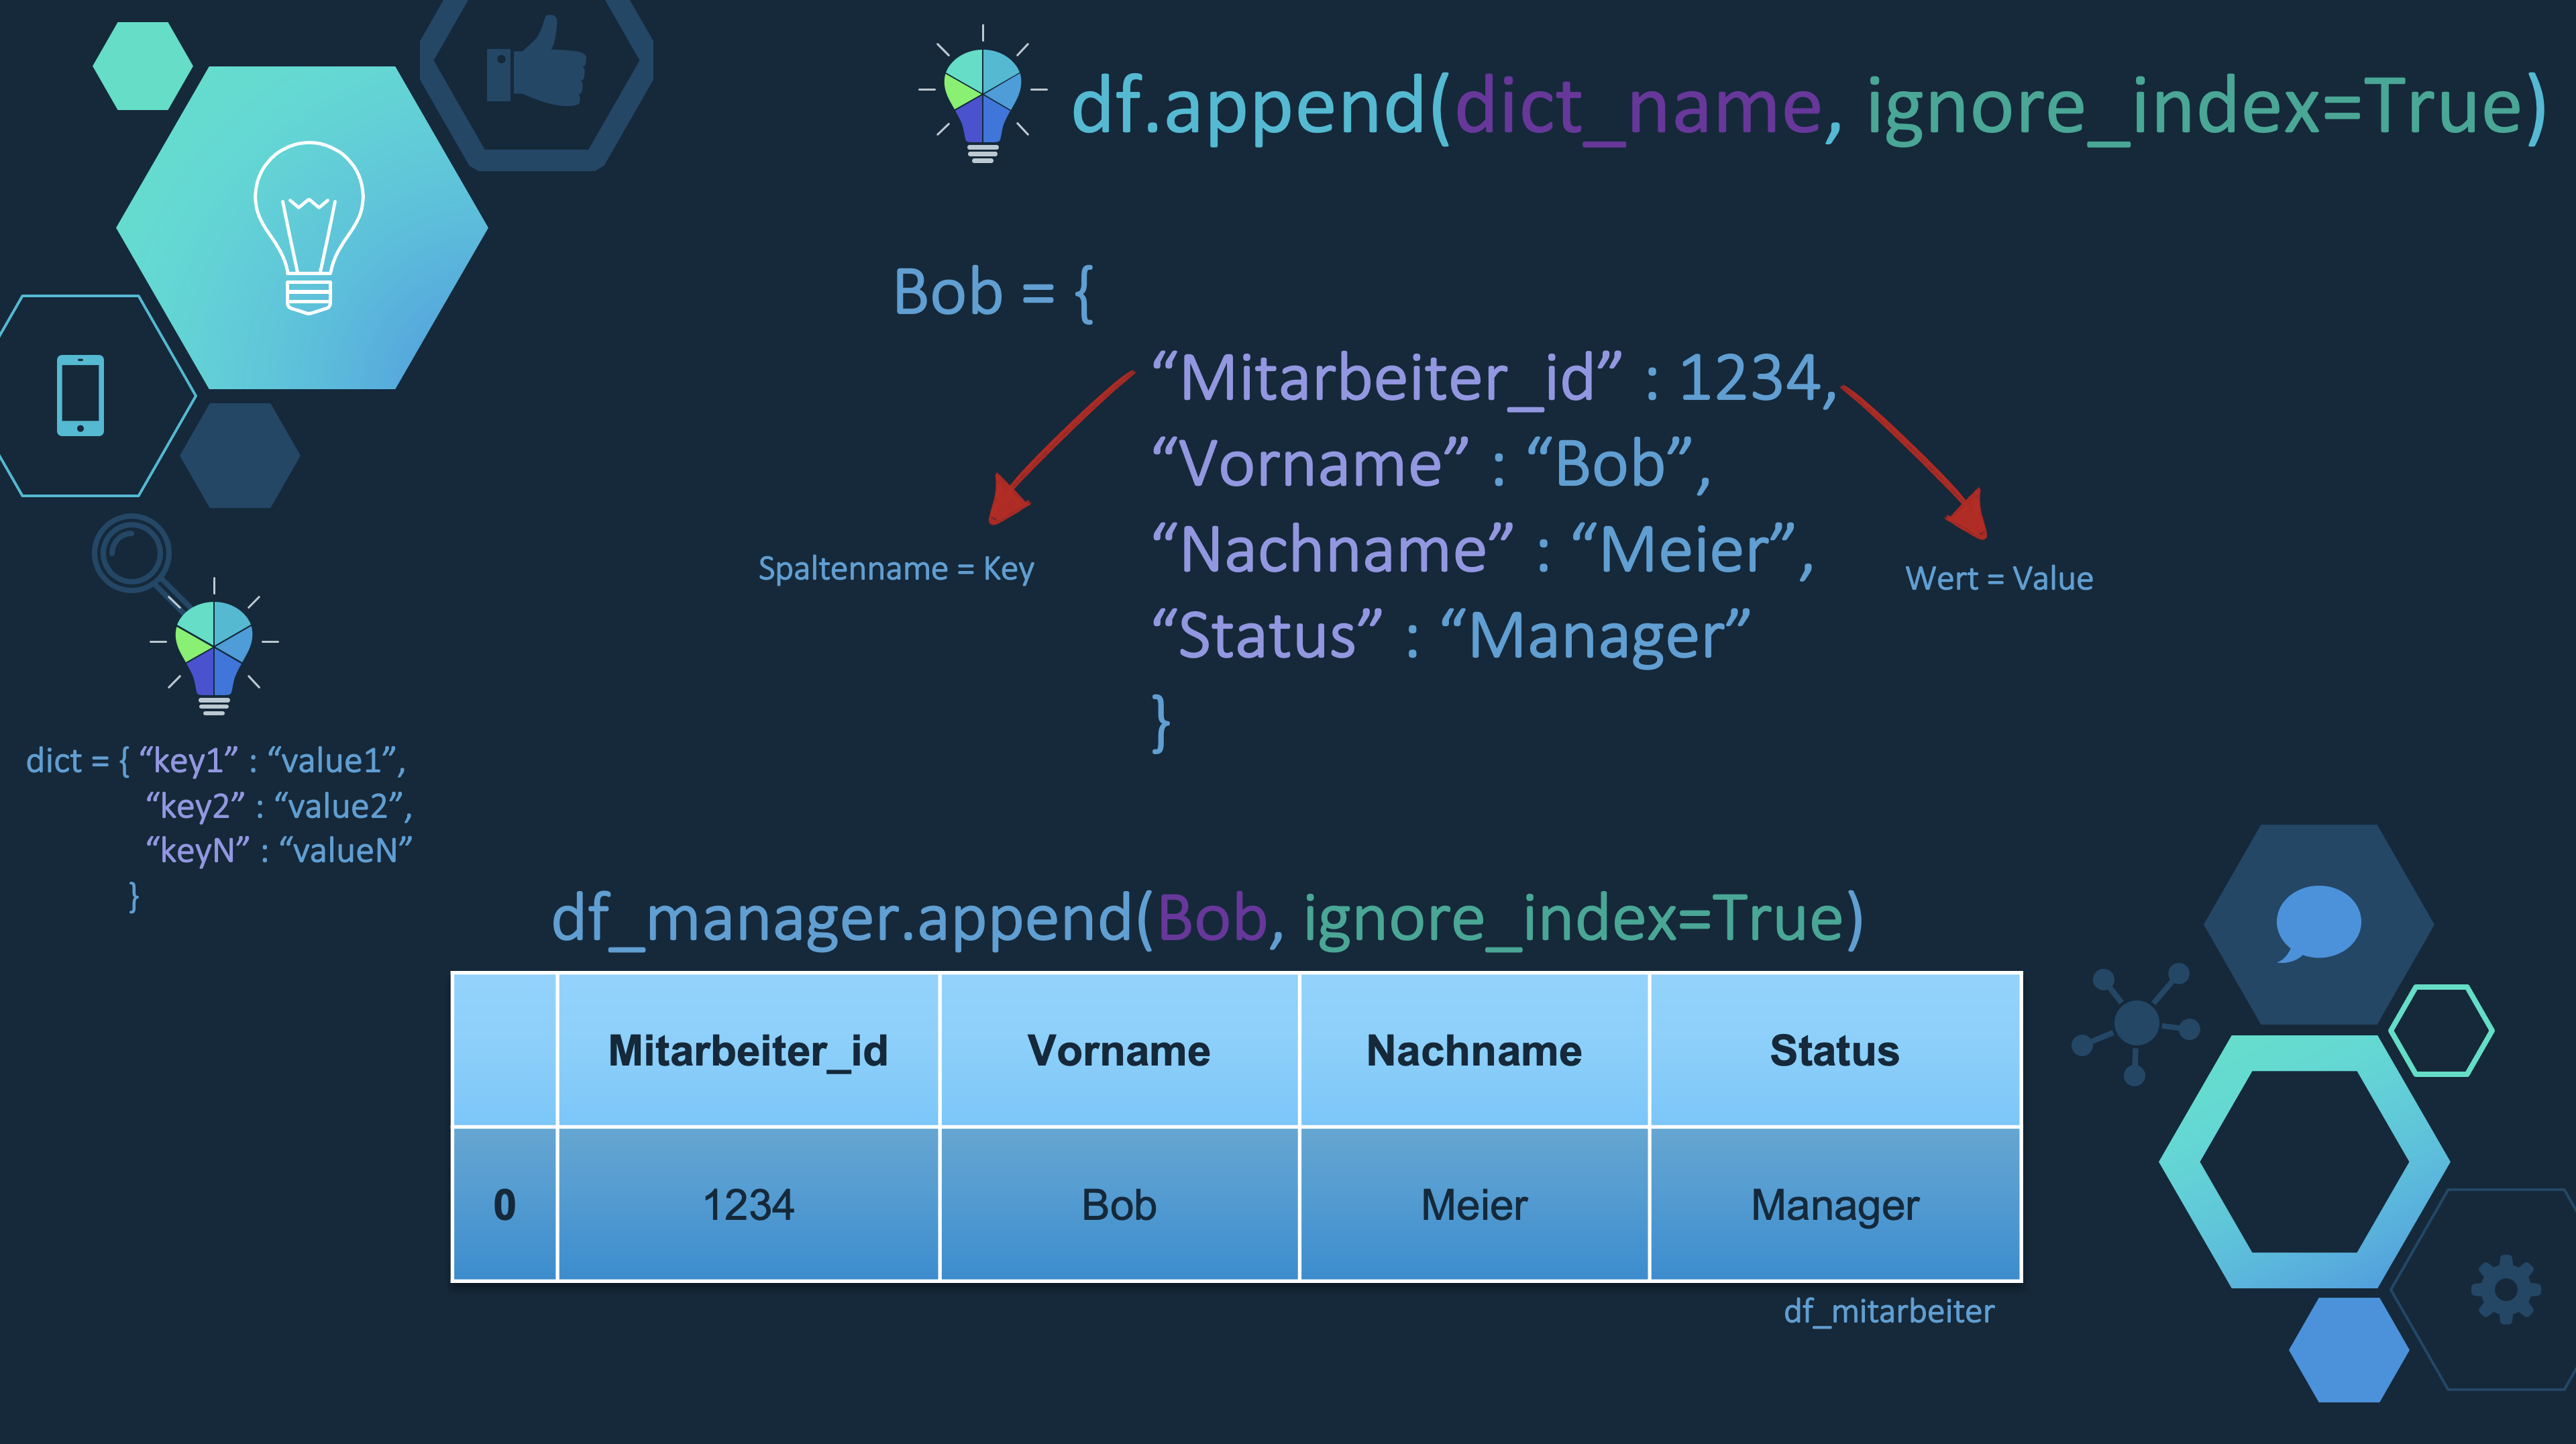 df.append(dict_name, ignore_index=True)
Bob = {
“Mitarbeiter_id” : 1234,
“Vorname” : “Bob”,
“Nachname” : “Meier”,
“Status” : “Manager”
}
Spaltenname = Key
Wert = Value
dict = { “key1” : “value1”,
“key2” : “value2”,
“keyN” : “valueN”
}
df_manager.append(Bob, ignore_index=True)
Mitarbeiter_id Vorname Nachname Status
0 1234 Bob Meier Manager
df_mitarbeiter